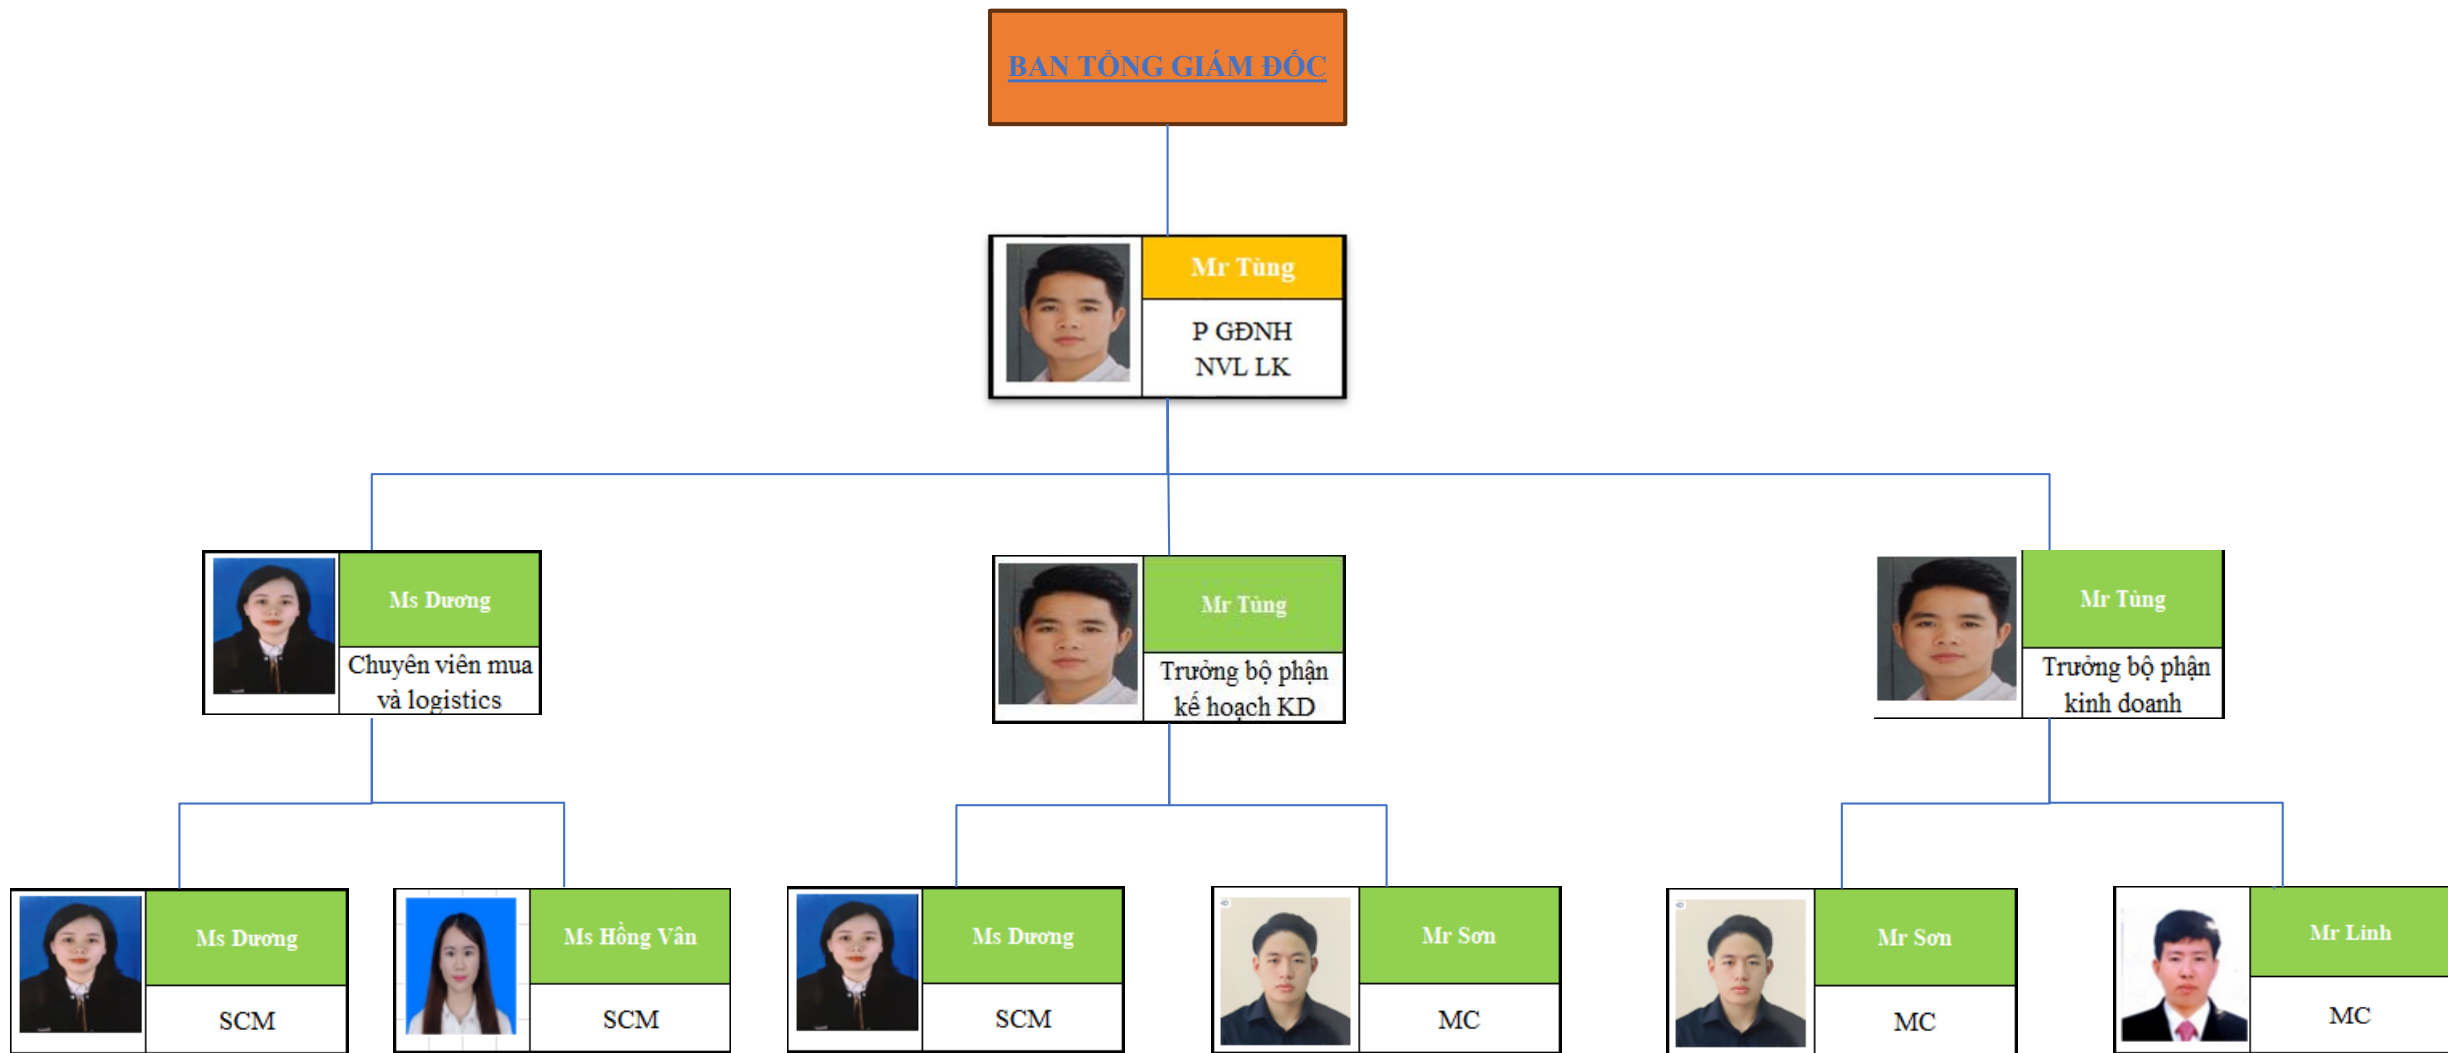 BAN TỔNG GIÁM ĐỐC
Mr Tùng
P GĐNH
NVL LK
Ms Dương
Chuyên viên mua
và logistics
Mr Tùng
Trưởng bộ phận
kế hoạch KD
Mr Tùng
Trưởng bộ phận
kinh doanh
Ms Dương
SCM
Ms Hồng Vân
SCM
Ms Dương
SCM
Mr Sơn
MC
Mr Sơn
MC
Mr Linh
MC